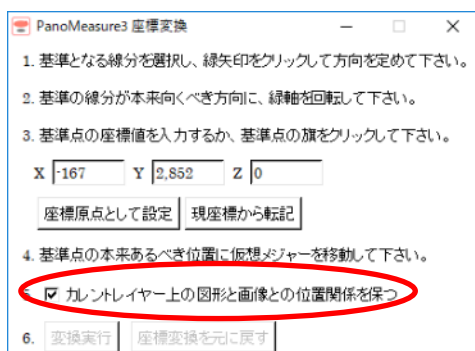 PanoMeasure3 座標変換
1. 基準となる線分を選択し、緑矢印をクリックして方向を定めて下さい。
2. 基準の線分が本来向くべき方向に、緑軸を回転して下さい。
3. 基準点の座標値を入力するか、基準点の旗をクリックして下さい。
X -167 Y 2,852 Z 0
座標原点として設定 現座標から転記
4. 基準点の本来あるべき位置に仮想メジャーを移動して下さい。
5. カレントレイヤー上の図形と画像との位置関係を保つ
6. 変換実行 座標変換を元に戻す